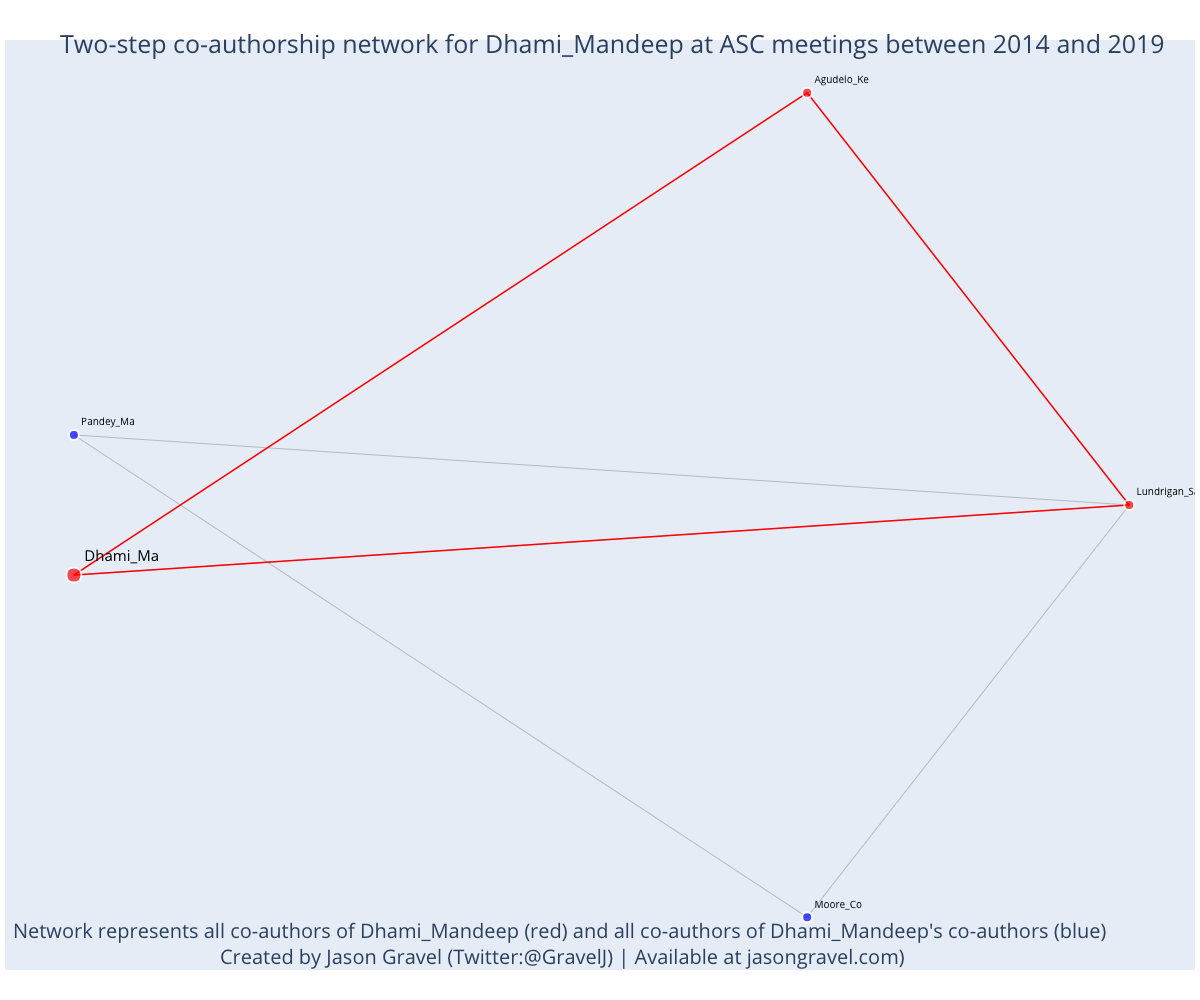 Two-step co-authorship network for Dhami_Mandeep at ASC meetings between 2014 and 2019
Agudelo_Ke
Pandey_Ma
Lundrigan_Sa
Dhami_Ma
Moore_Co
Network represents all co-authors of Dhami_Mandeep (red) and all co-authors of Dhami_Mandeep's co-authors (blue)
Created by Jason Gravel (Twitter:@GravelJ) | Available at jasongravel.com)